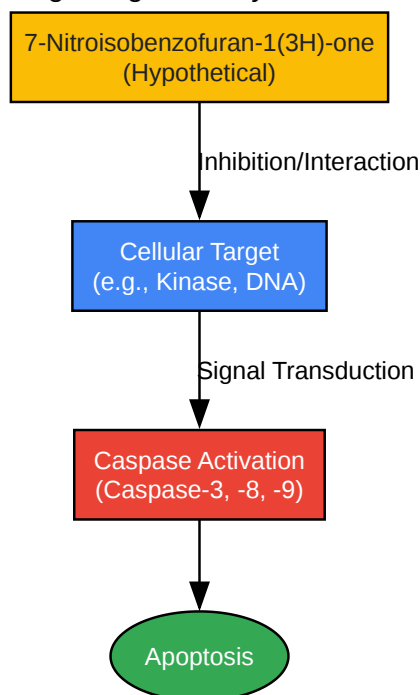 7-Nitroisobenzofuran-1(3H)-one
(Hypothetical)
Inhibition/Interaction
Cellular Target
(e.g., Kinase, DNA)
Signal Transduction
Caspase Activation
(Caspase-3, -8, -9)
Apoptosis